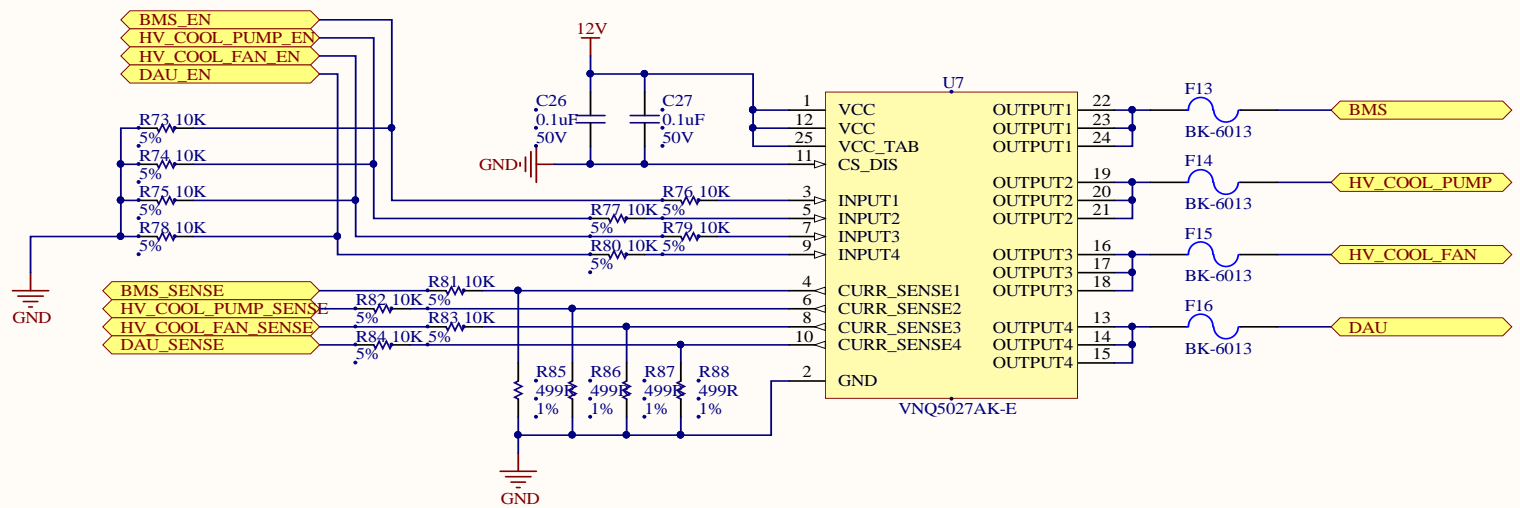 BMS_EN
HV_COOL_PUMP_EN
HV_COOL_FAN_EN
DAU_EN
R73 10K
5%
R74 10K
5%
R75 10K
5%
R78 10K
5%
GND
12V
C26
0.1uF
50V
C27
0.1uF
50V
GND
R76 10K
5%
R77 10K
5%
R79 10K
5%
R80 10K
5%
BMS_SENSE
HV_COOL_PUMP_SENSE
HV_COOL_FAN_SENSE
DAU_SENSE
R81 10K
5%
R82 10K
5%
R83 10K
5%
R84 10K
5%
R85
499R
1%
R86
499R
1%
R87
499R
1%
R88
499R
1%
GND
U7
1 VCC
12 VCC
25 VCC_TAB
11 CS_DIS
3 INPUT1
5 INPUT2
7 INPUT3
9 INPUT4
4 CURR_SENSE1
6 CURR_SENSE2
8 CURR_SENSE3
10 CURR_SENSE4
2 GND
OUTPUT1 22
OUTPUT1 23
OUTPUT1 24
OUTPUT2 19
OUTPUT2 20
OUTPUT2 21
OUTPUT3 16
OUTPUT3 17
OUTPUT3 18
OUTPUT4 13
OUTPUT4 14
OUTPUT4 15
VNQ5027AK-E
F13
BK-6013
BMS
F14
BK-6013
HV_COOL_PUMP
F15
BK-6013
HV_COOL_FAN
F16
BK-6013
DAU